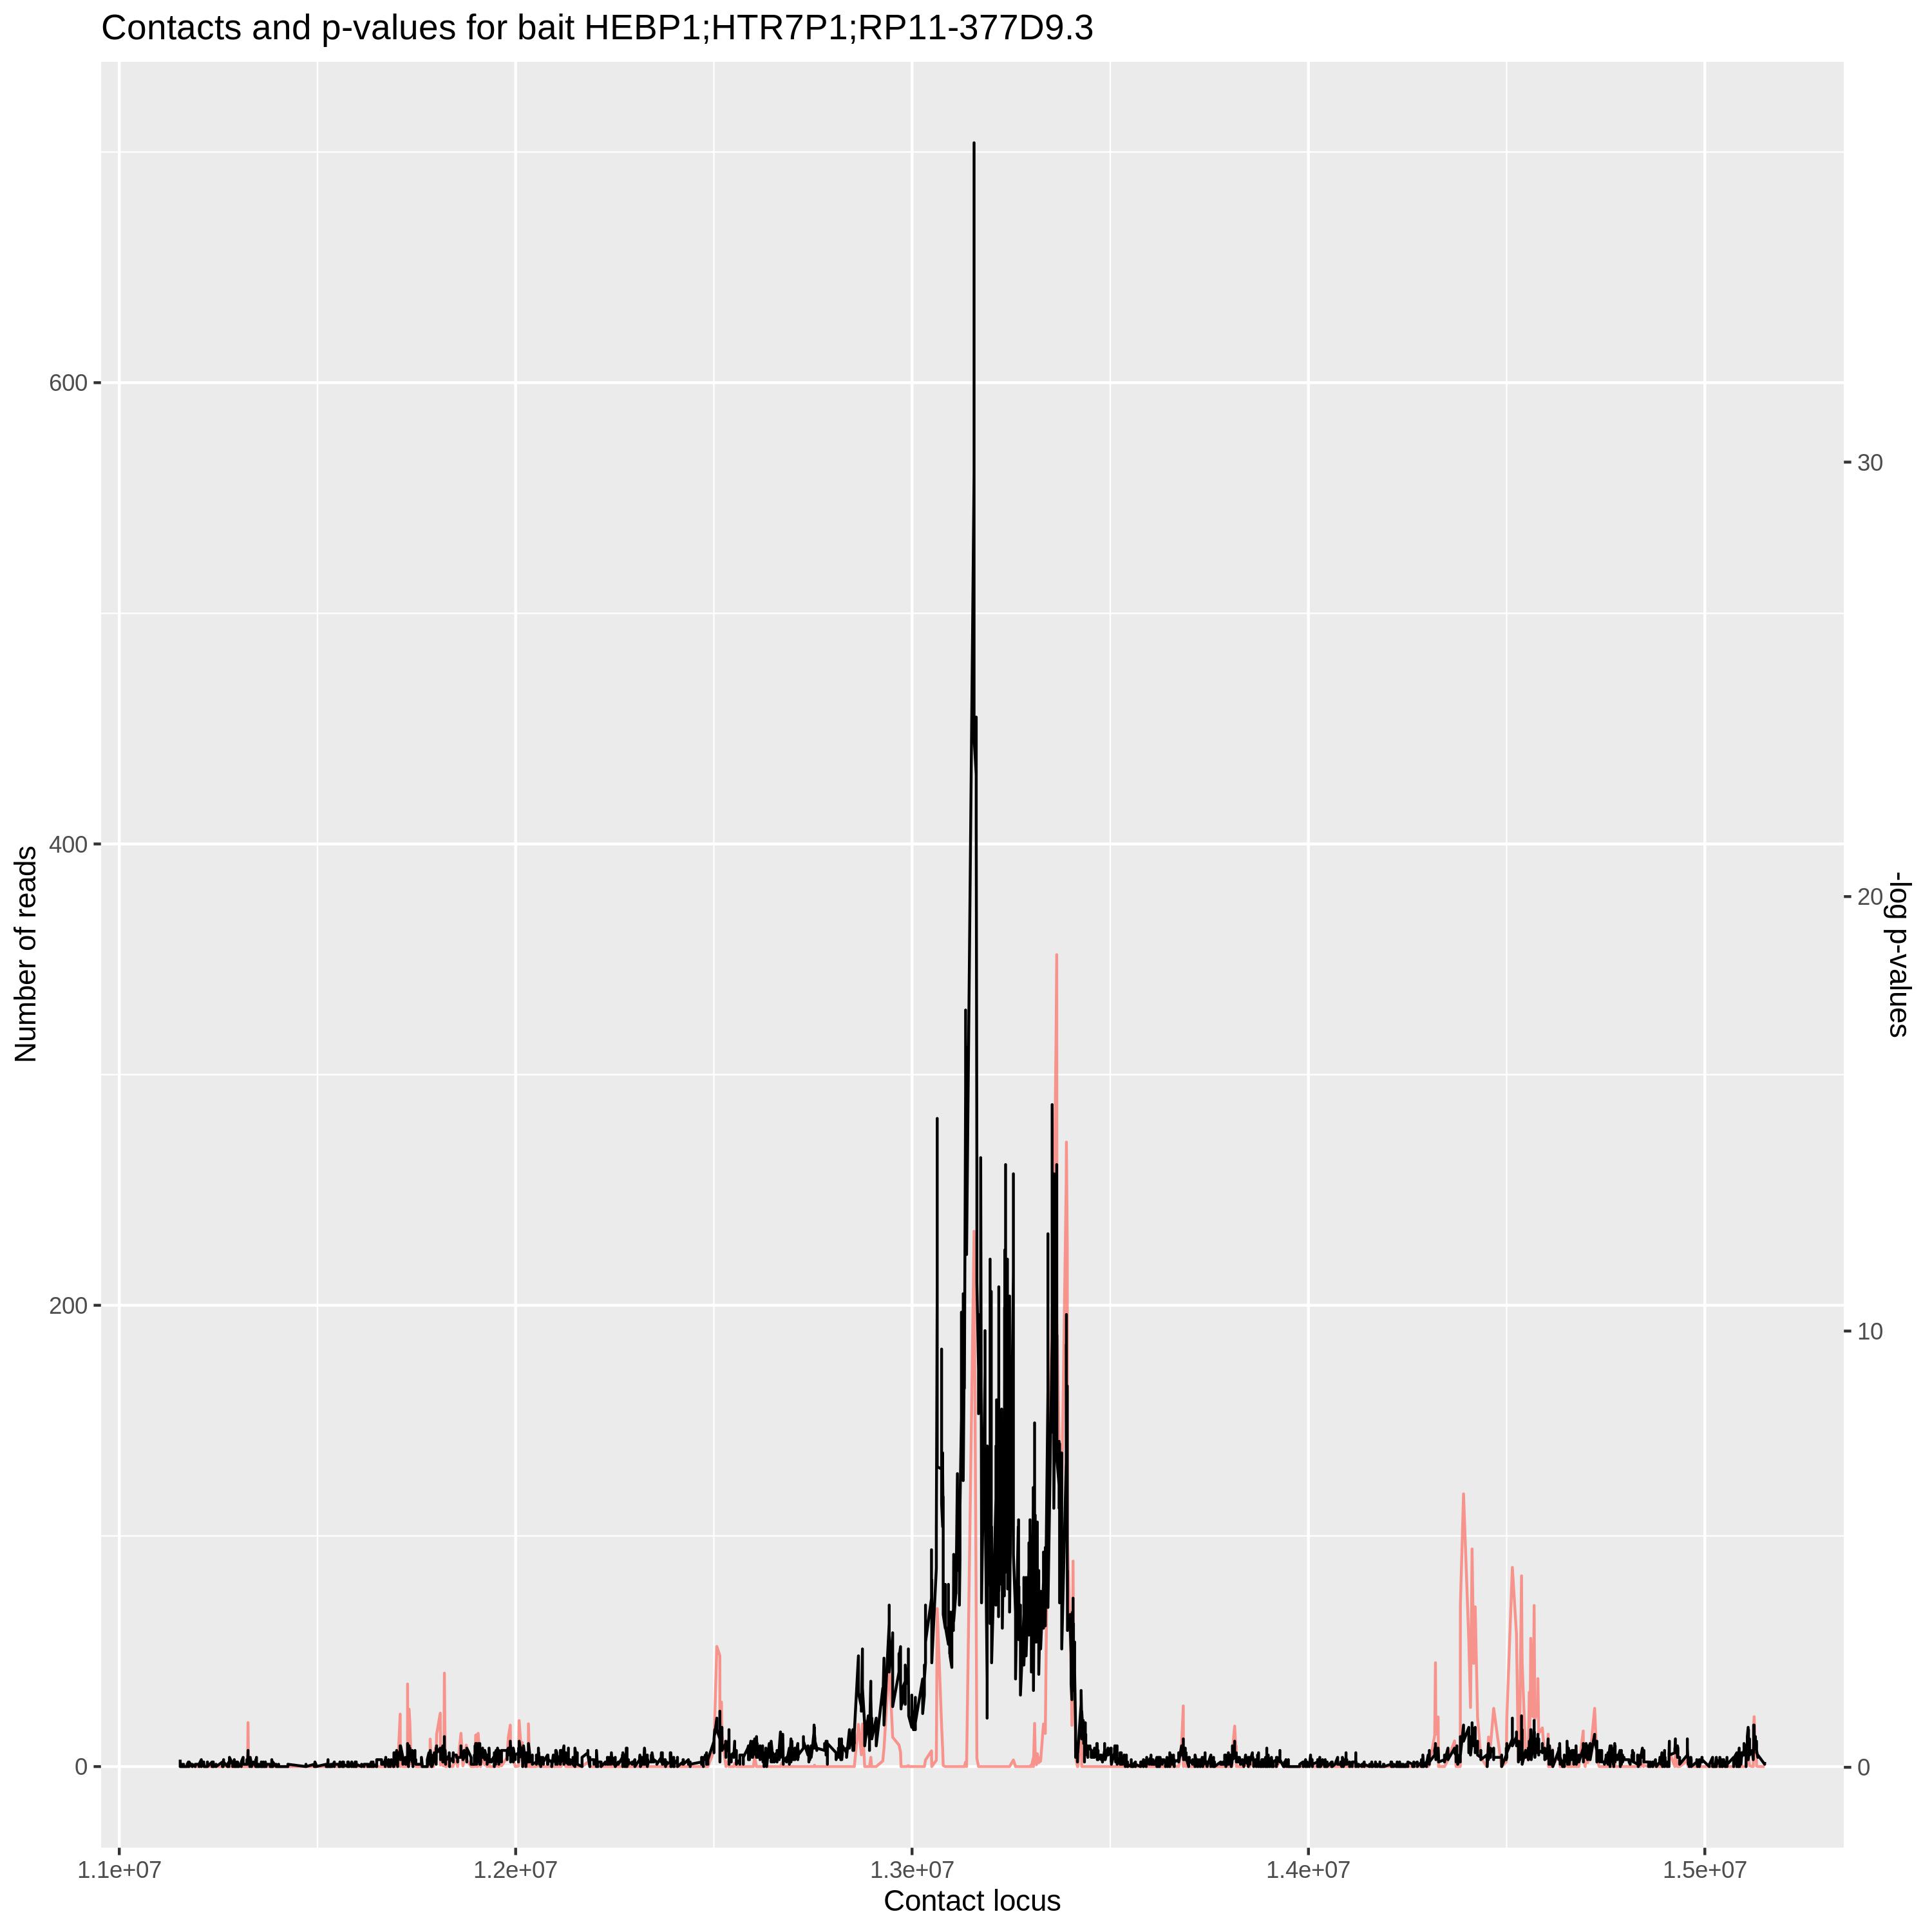 Contacts and p-values for bait HEBP1;HTR7P1;RP11-377D9.3
Number of reads
600
400
200
0
30
20
10
0
-log p-values
1.1e+07
1.2e+07
1.3e+07
1.4e+07
1.5e+07
Contact locus